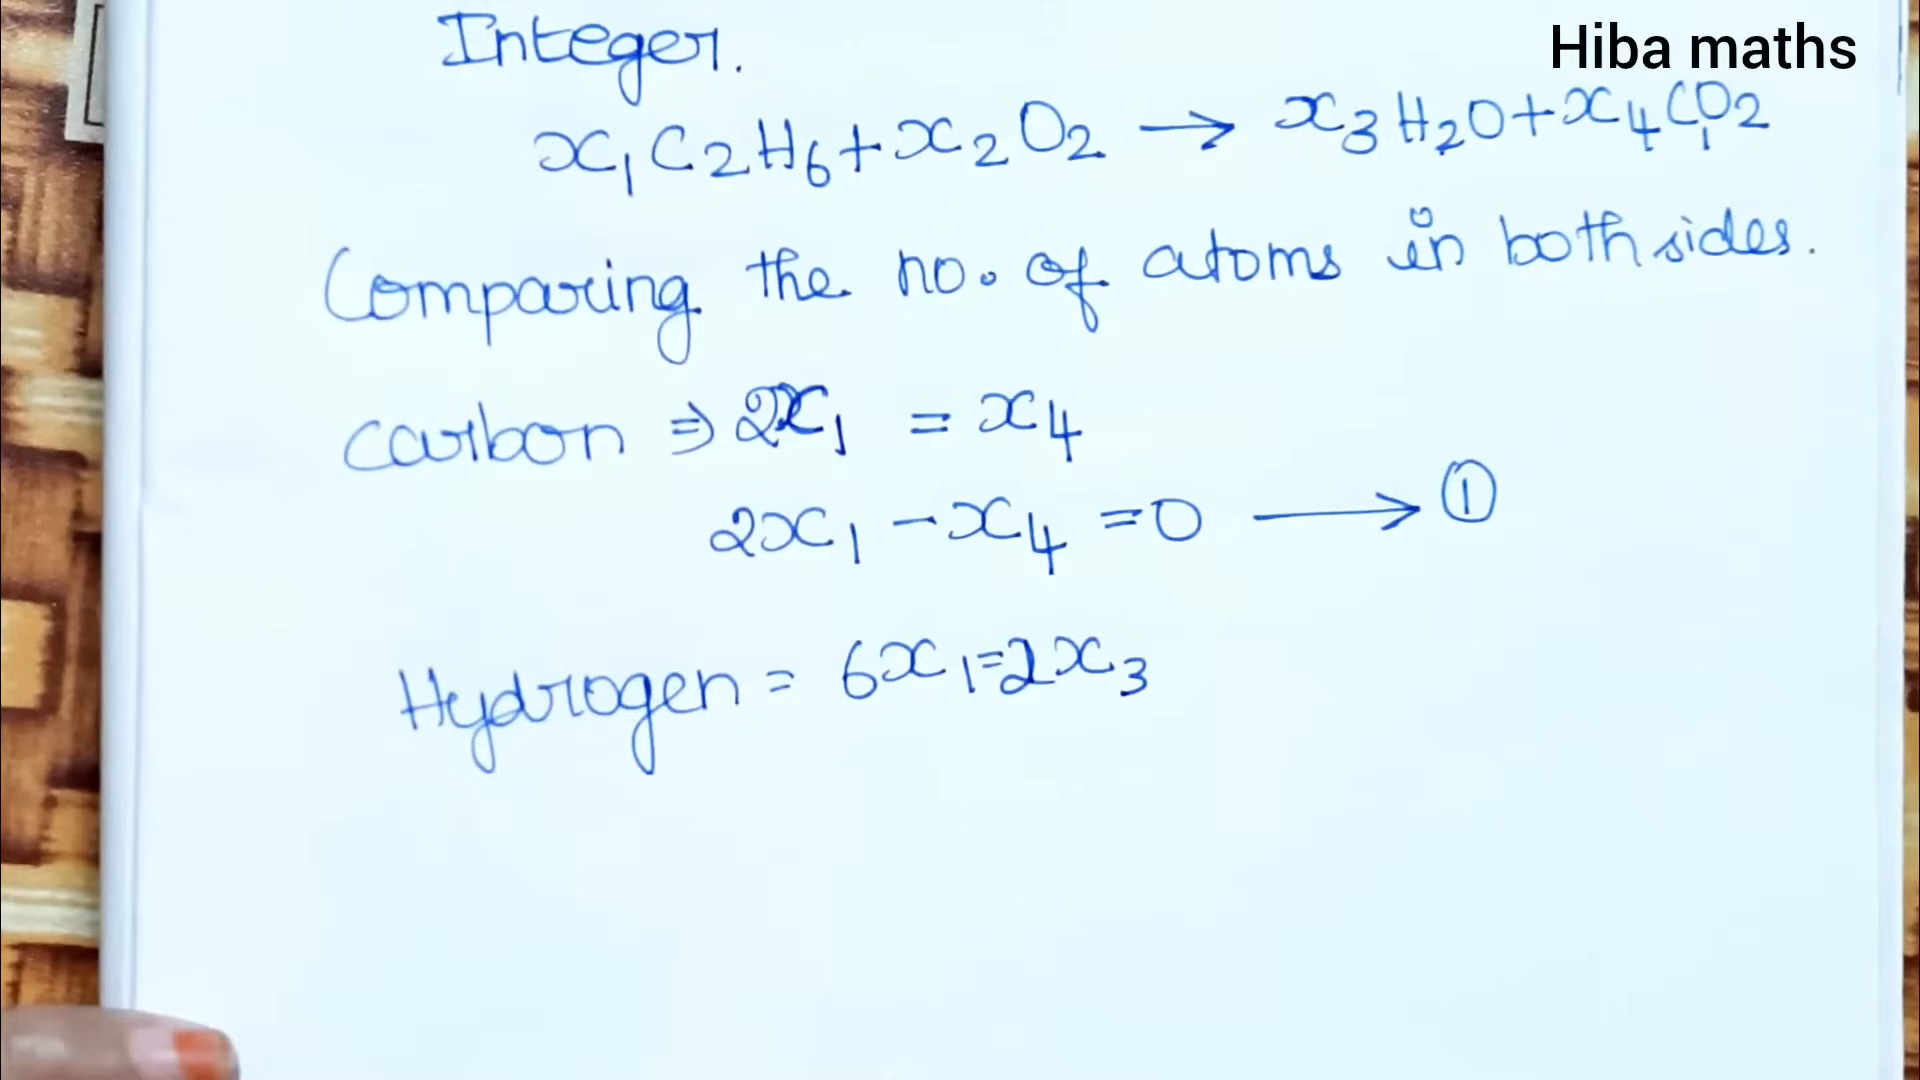 Hiba maths
Integer.
x₁C₂H₆+x₂O₂ → x₃H₂O+x₄CO₂
Comparing the no. of atoms in both sides.
carbon ⇒ 2x₁ = x₄
2x₁ - x₄ = 0 → ①
Hydrogen = 6x₁=2x₃